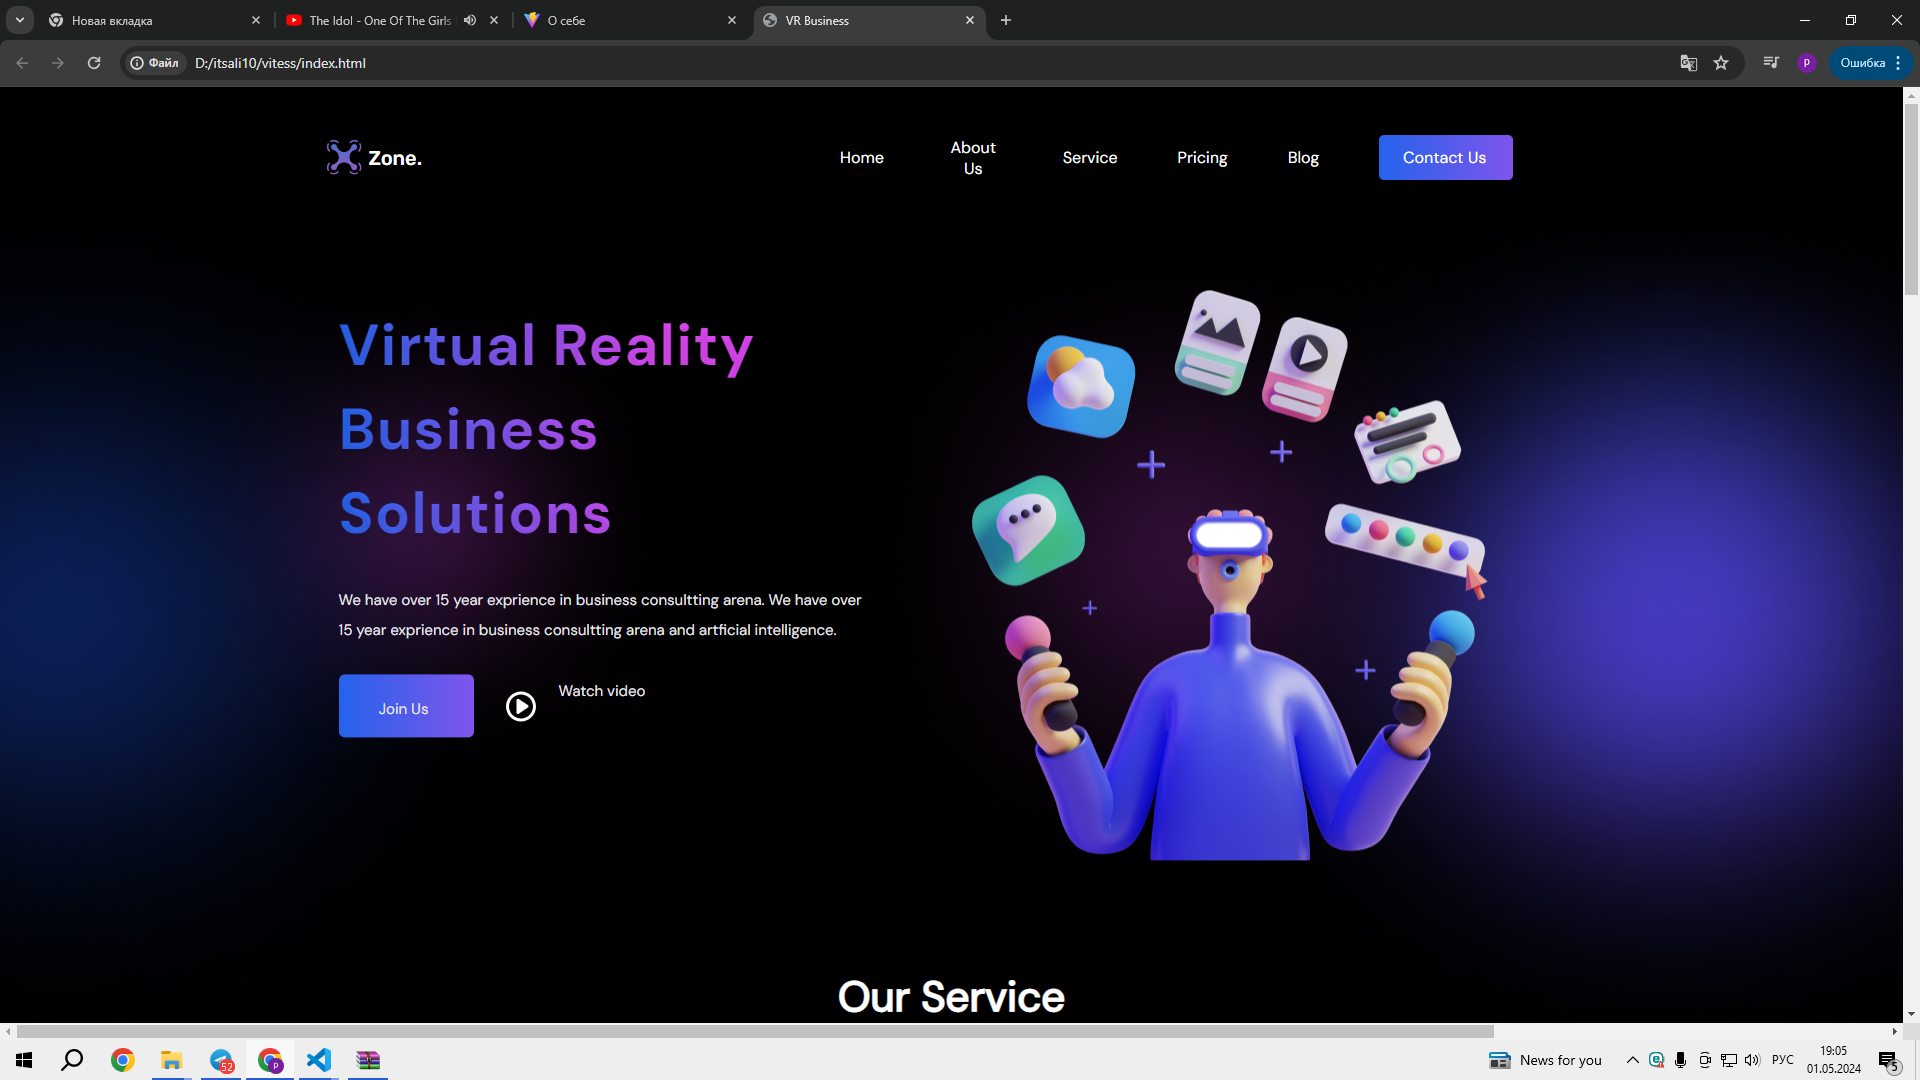 Новая вкладка
The Idol - One Of The Girls
О себе
VR Business
Файл
D:/itsali10/vitess/index.html
p
Ошибка
Zone.
Home
About
Us
Service
Pricing
Blog
Contact Us
Virtual Reality
Business
Solutions
We have over 15 year exprience in business consultting arena. We have over
15 year exprience in business consultting arena and artficial intelligence.
Join Us
Watch video
Our Service
52
P
News for you
РУС
19:05
01.05.2024
5